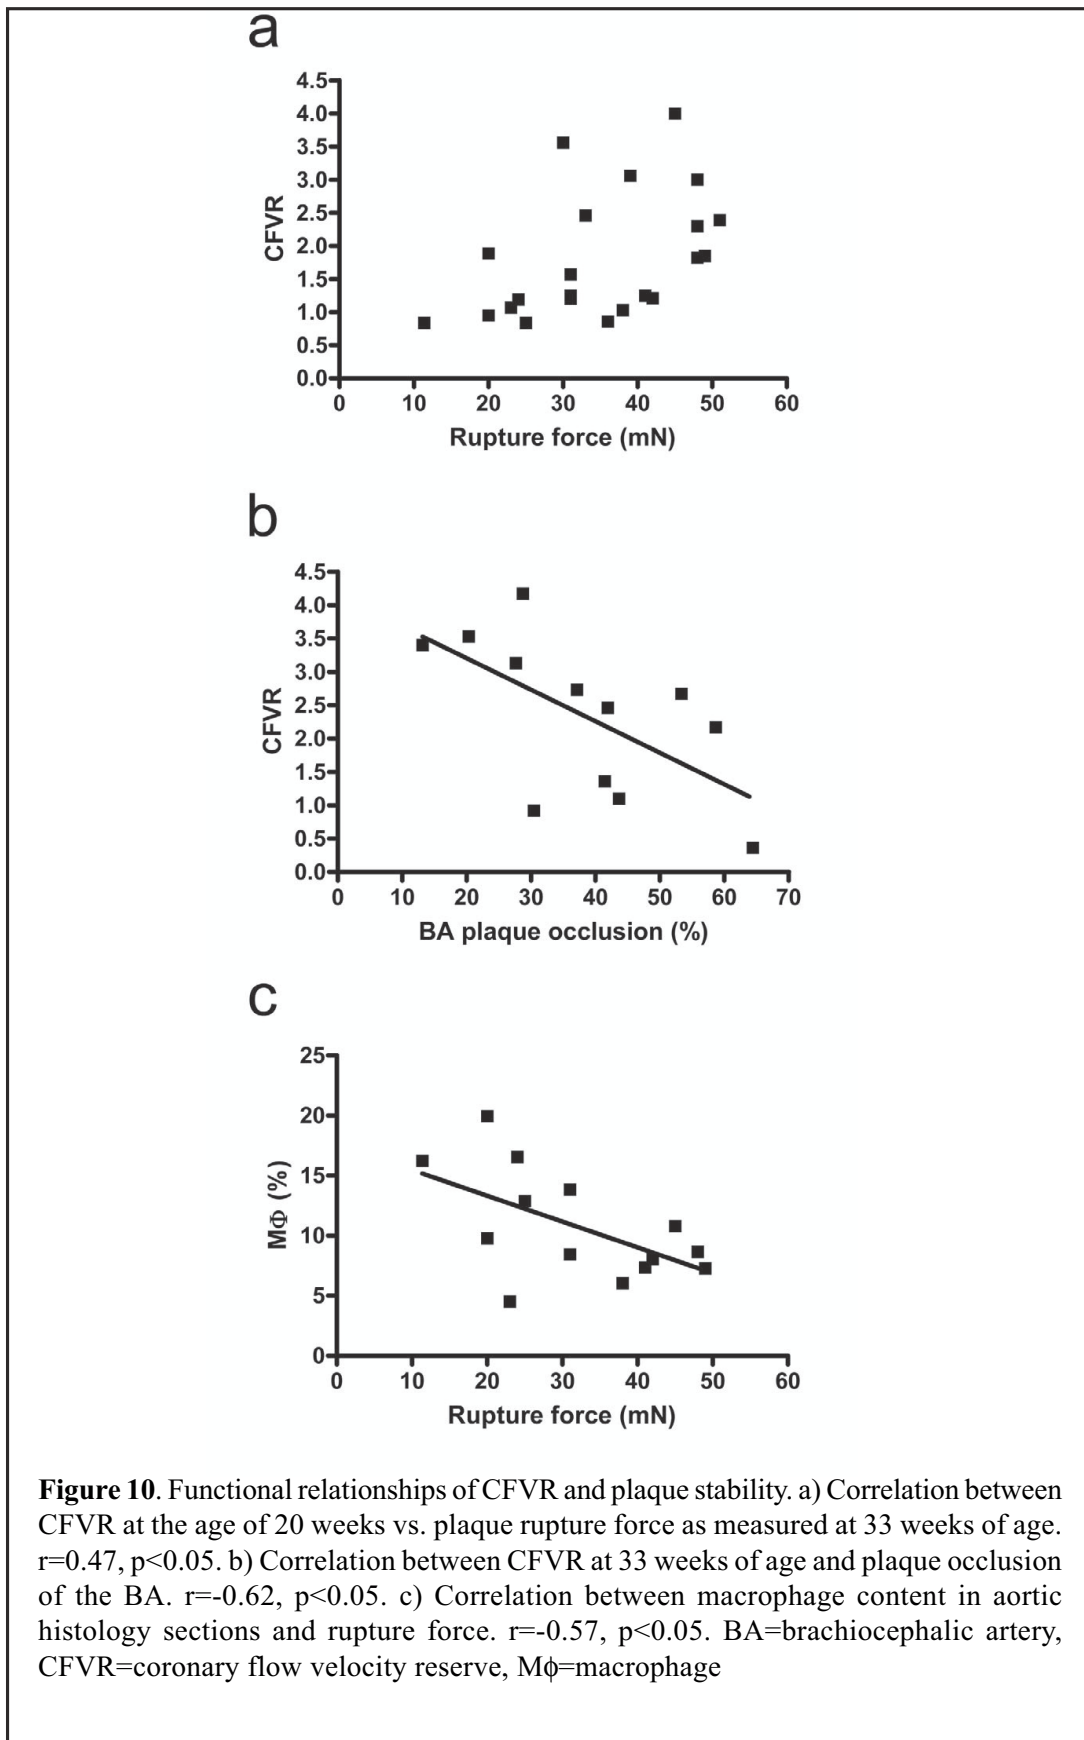 a
4.5
4.0
3.5
3.0
2.5
2.0
1.5
1.0
0.5
0.0
CFVR
0 10 20 30 40 50 60
Rupture force (mN)
b
4.5
4.0
3.5
3.0
2.5
2.0
1.5
1.0
0.5
0.0
CFVR
0 10 20 30 40 50 60 70
BA plaque occlusion (%)
c
25
20
15
10
5
0
MΦ (%)
0 10 20 30 40 50 60
Rupture force (mN)
Figure 10. Functional relationships of CFVR and plaque stability. a) Correlation between
CFVR at the age of 20 weeks vs. plaque rupture force as measured at 33 weeks of age.
r=0.47, p<0.05. b) Correlation between CFVR at 33 weeks of age and plaque occlusion
of the BA. r=-0.62, p<0.05. c) Correlation between macrophage content in aortic
histology sections and rupture force. r=-0.57, p<0.05. BA=brachiocephalic artery,
CFVR=coronary flow velocity reserve, Mϕ=macrophage